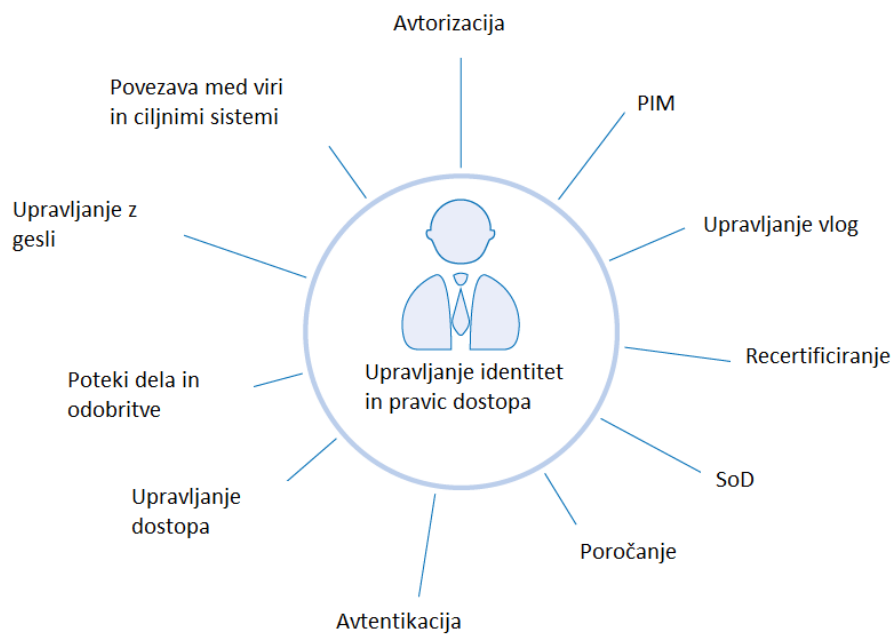 Avtorizacija
Povezava med viri
in ciljnimi sistemi
PIM
Upravljanje z
gesli
Upravljanje vlog
Recertificiranje
Upravljanje identitet
in pravic dostopa
Poteki dela in
odobritve
SoD
Upravljanje
dostopa
Poročanje
Avtentikacija